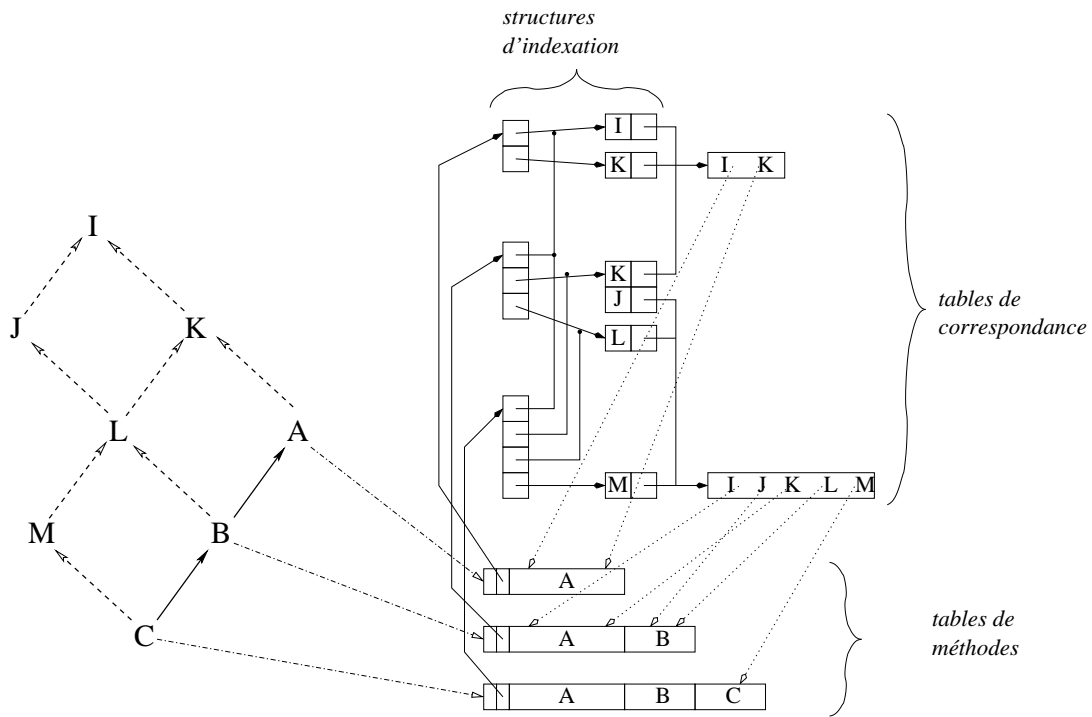 structures
d'indexation
I
K
I K
I
J
K
K
J
L
tables de
correspondance
L
A
M
B
M
I J K L M
A
C
A B
tables de
méthodes
A B C